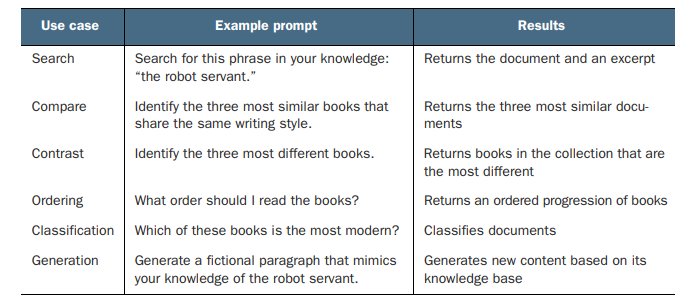 Use case Example prompt Results
Search Search for this phrase in your knowledge: Returns the document and an excerpt
“the robot servant.”
Compare Identify the three most similar books that Returns the three most similar docu-
share the same writing style. ments
Contrast Identify the three most different books. Returns books in the collection that are
the most different
Ordering What order should I read the books? Returns an ordered progression of books
Classification Which of these books is the most modern? Classifies documents
Generation Generate a fictional paragraph that mimics Generates new content based on its
your knowledge of the robot servant. knowledge base